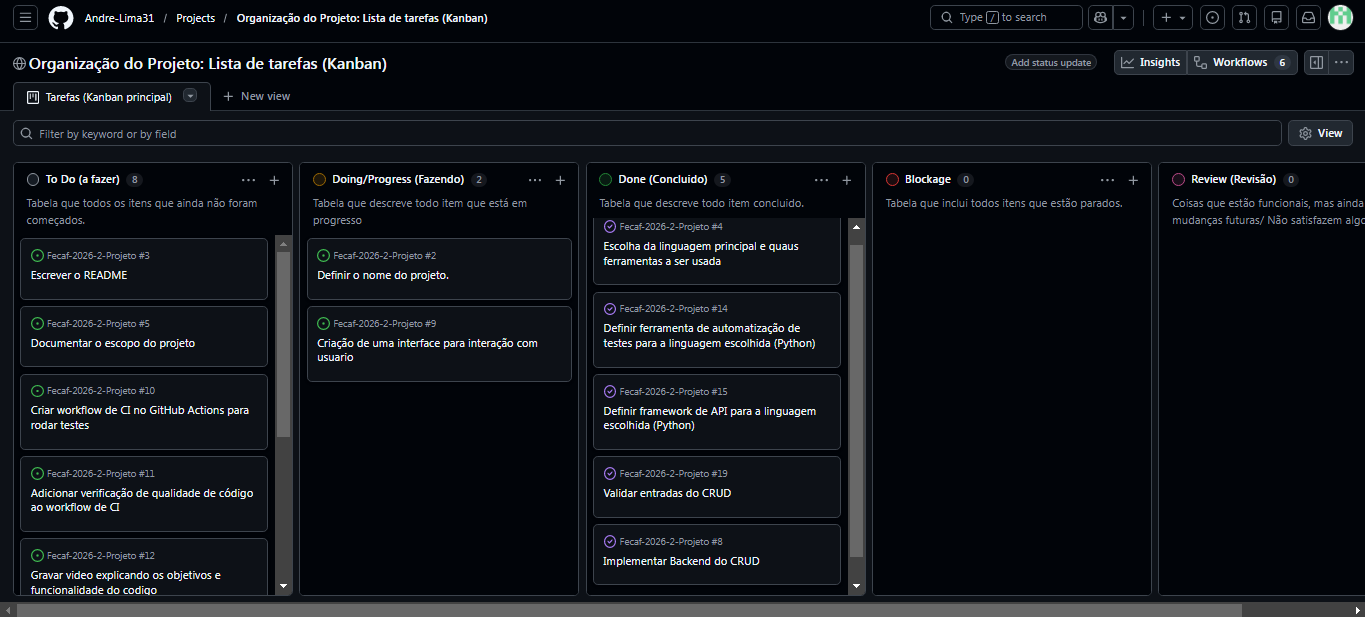 Andre-Lima31 / Projects / Organização do Projeto: Lista de tarefas (Kanban)
Type / to search
Organização do Projeto: Lista de tarefas (Kanban)
Add status update
Insights
Workflows 6
Tarefas (Kanban principal)
New view
Filter by keyword or by field
View
To Do (a fazer) 8
Tabela que todos os itens que ainda não foram
começados.
Fecaf-2026-2-Projeto #3
Escrever o README
Fecaf-2026-2-Projeto #5
Documentar o escopo do projeto
Fecaf-2026-2-Projeto #10
Criar workflow de CI no GitHub Actions para
rodar testes
Fecaf-2026-2-Projeto #11
Adicionar verificação de qualidade de código
ao workflow de CI
Fecaf-2026-2-Projeto #12
Gravar video explicando os objetivos e
funcionalidade do codigo
Doing/Progress (Fazendo) 2
Tabela que descreve todo item que está em
progresso
Fecaf-2026-2-Projeto #2
Definir o nome do projeto.
Fecaf-2026-2-Projeto #9
Criação de uma interface para interação com
usuario
Done (Concluido) 5
Tabela que descreve todo item concluido.
Fecaf-2026-2-Projeto #4
Escolha da linguagem principal e quaus
ferramentas a ser usada
Fecaf-2026-2-Projeto #14
Definir ferramenta de automatização de
testes para a linguagem escolhida (Python)
Fecaf-2026-2-Projeto #15
Definir framework de API para a linguagem
escolhida (Python)
Fecaf-2026-2-Projeto #19
Validar entradas do CRUD
Fecaf-2026-2-Projeto #8
Implementar Backend do CRUD
Blockage 0
Tabela que inclui todos itens que estão parados.
Review (Revisão) 0
Coisas que estão funcionais, mas ainda
mudanças futuras/ Não satisfazem algo